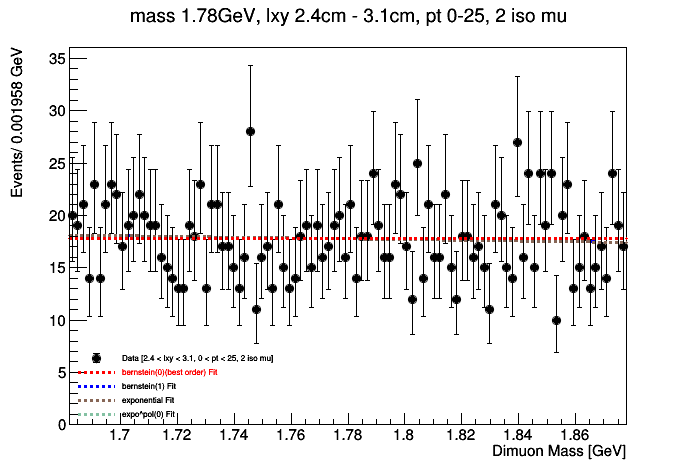 mass 1.78GeV, lxy 2.4cm - 3.1cm, pt 0-25, 2 iso mu
Events/ 0.001958 GeV
35
30
25
20
15
10
5
0
Data [2.4 < lxy < 3.1, 0 < pt < 25, 2 iso mu]
bernstein(0)(best order) Fit
bernstein(1) Fit
exponential Fit
expo*pol(0) Fit
1.7 1.72 1.74 1.76 1.78 1.8 1.82 1.84 1.86
Dimuon Mass [GeV]